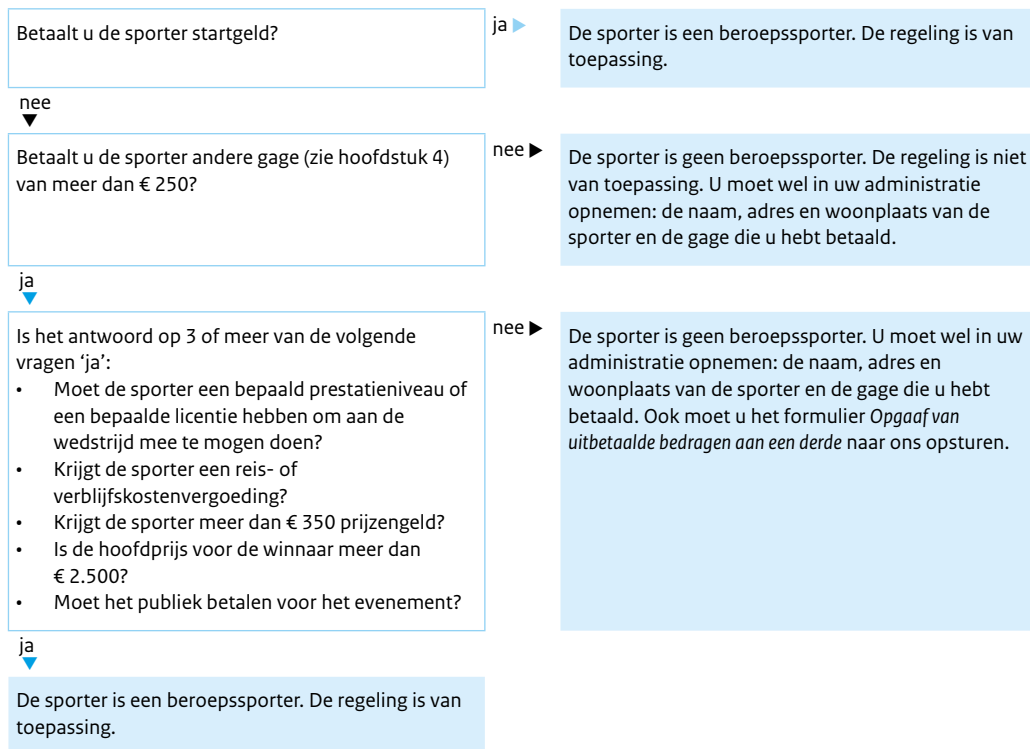 Betaalt u de sporter startgeld?
ja
De sporter is een beroepssporter. De regeling is van
toepassing.
nee
Betaalt u de sporter andere gage (zie hoofdstuk 4)
van meer dan € 250?
nee
De sporter is geen beroepssporter. De regeling is niet
van toepassing. U moet wel in uw administratie
opnemen: de naam, adres en woonplaats van de
sporter en de gage die u hebt betaald.
ja
Is het antwoord op 3 of meer van de volgende
vragen ‘ja’:
• Moet de sporter een bepaald prestatieniveau of
een bepaalde licentie hebben om aan de
wedstrijd mee te mogen doen?
• Krijgt de sporter een reis- of
verblijfskostenvergoeding?
• Krijgt de sporter meer dan € 350 prijzengeld?
• Is de hoofdprijs voor de winnaar meer dan
€ 2.500?
• Moet het publiek betalen voor het evenement?
nee
De sporter is geen beroepssporter. U moet wel in uw
administratie opnemen: de naam, adres en
woonplaats van de sporter en de gage die u hebt
betaald. Ook moet u het formulier Opgaaf van
uitbetaalde bedragen aan een derde naar ons opsturen.
ja
De sporter is een beroepssporter. De regeling is van
toepassing.